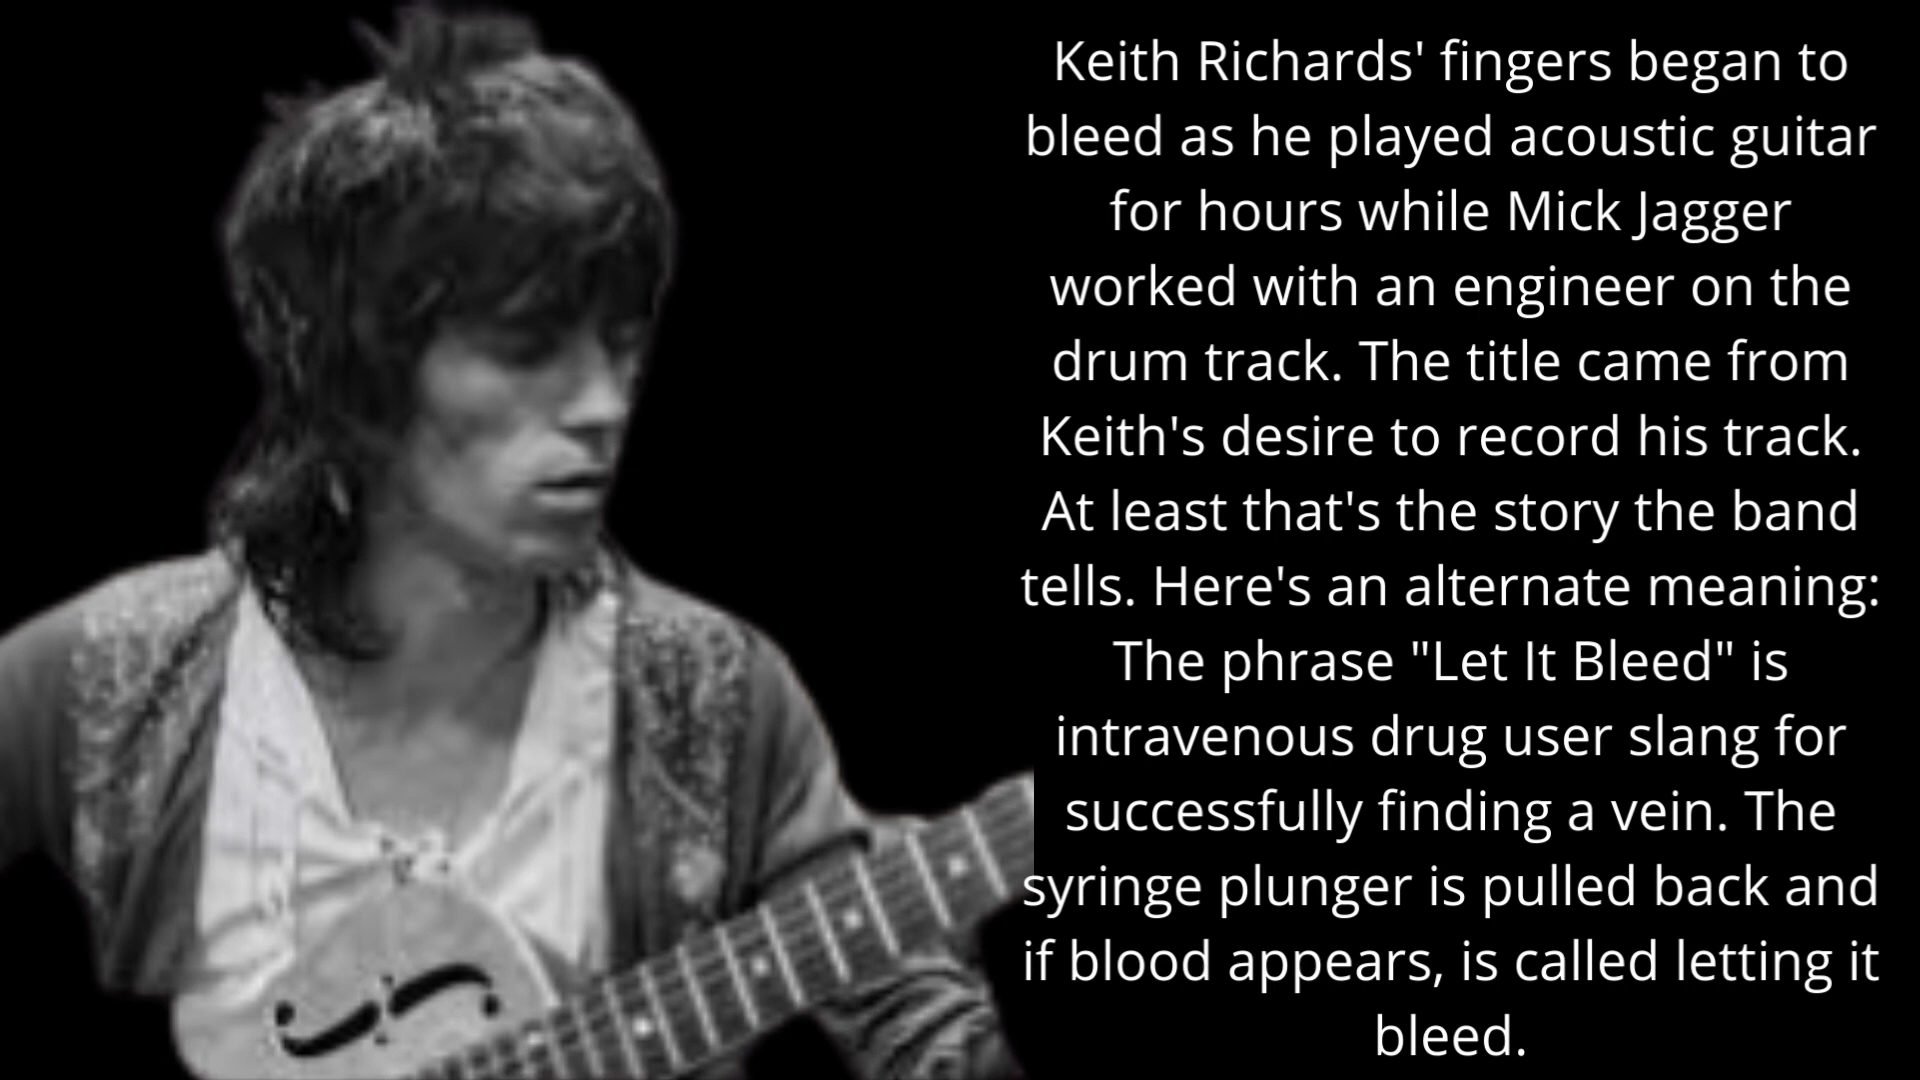 Keith Richards' fingers began to
bleed as he played acoustic guitar
for hours while Mick Jagger
worked with an engineer on the
drum track. The title came from
Keith's desire to record his track.
At least that's the story the band
tells. Here's an alternate meaning:
The phrase "Let It Bleed" is
intravenous drug user slang for
successfully finding a vein. The
syringe plunger is pulled back and
if blood appears, is called letting it
bleed.